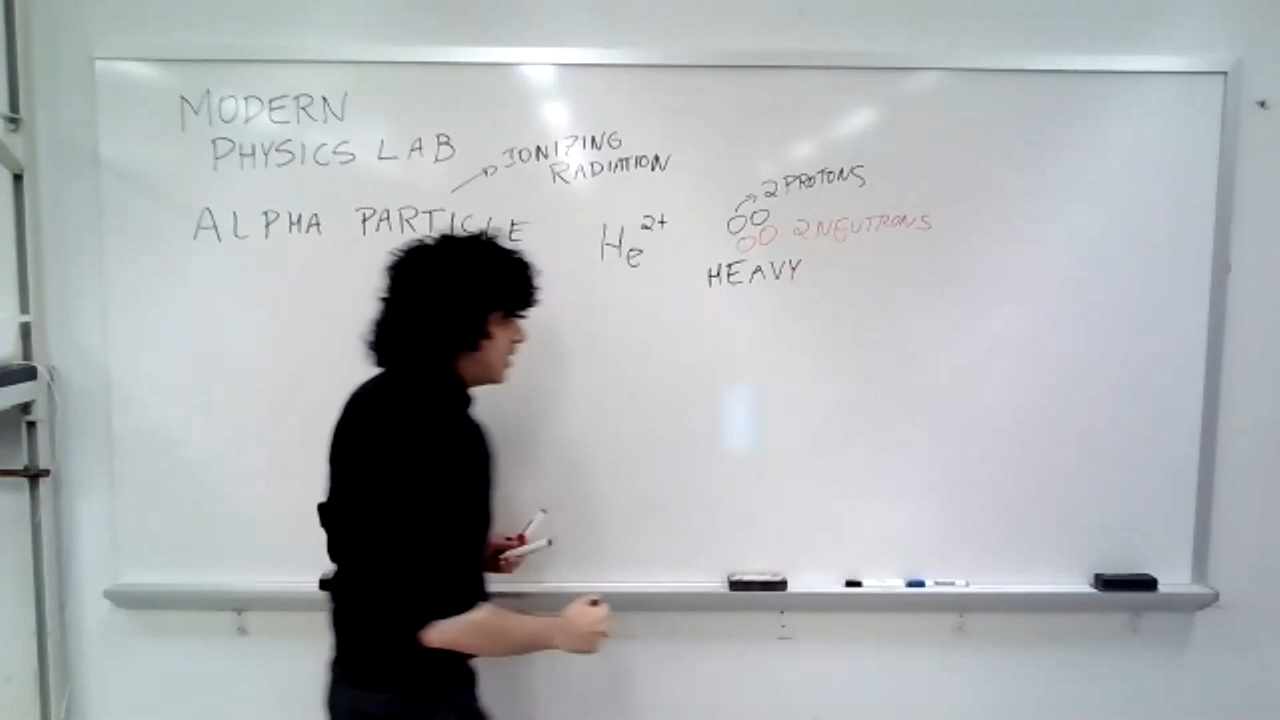 MODERN
PHYSICS LAB
IONIZING
RADIATION
ALPHA PARTICLE
He2+
2 PROTONS
2 NEUTRONS
HEAVY